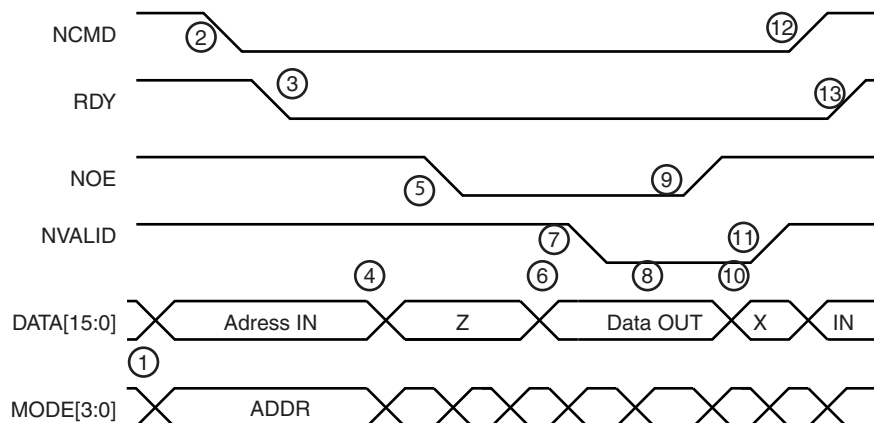 NCMD ② ⑫
RDY ③ ⑬
NOE ⑤ ⑨
NVALID ⑦ ⑪
④ ⑥ ⑧ ⑩
DATA[15:0] Adress IN Z Data OUT X IN
①
MODE[3:0] ADDR